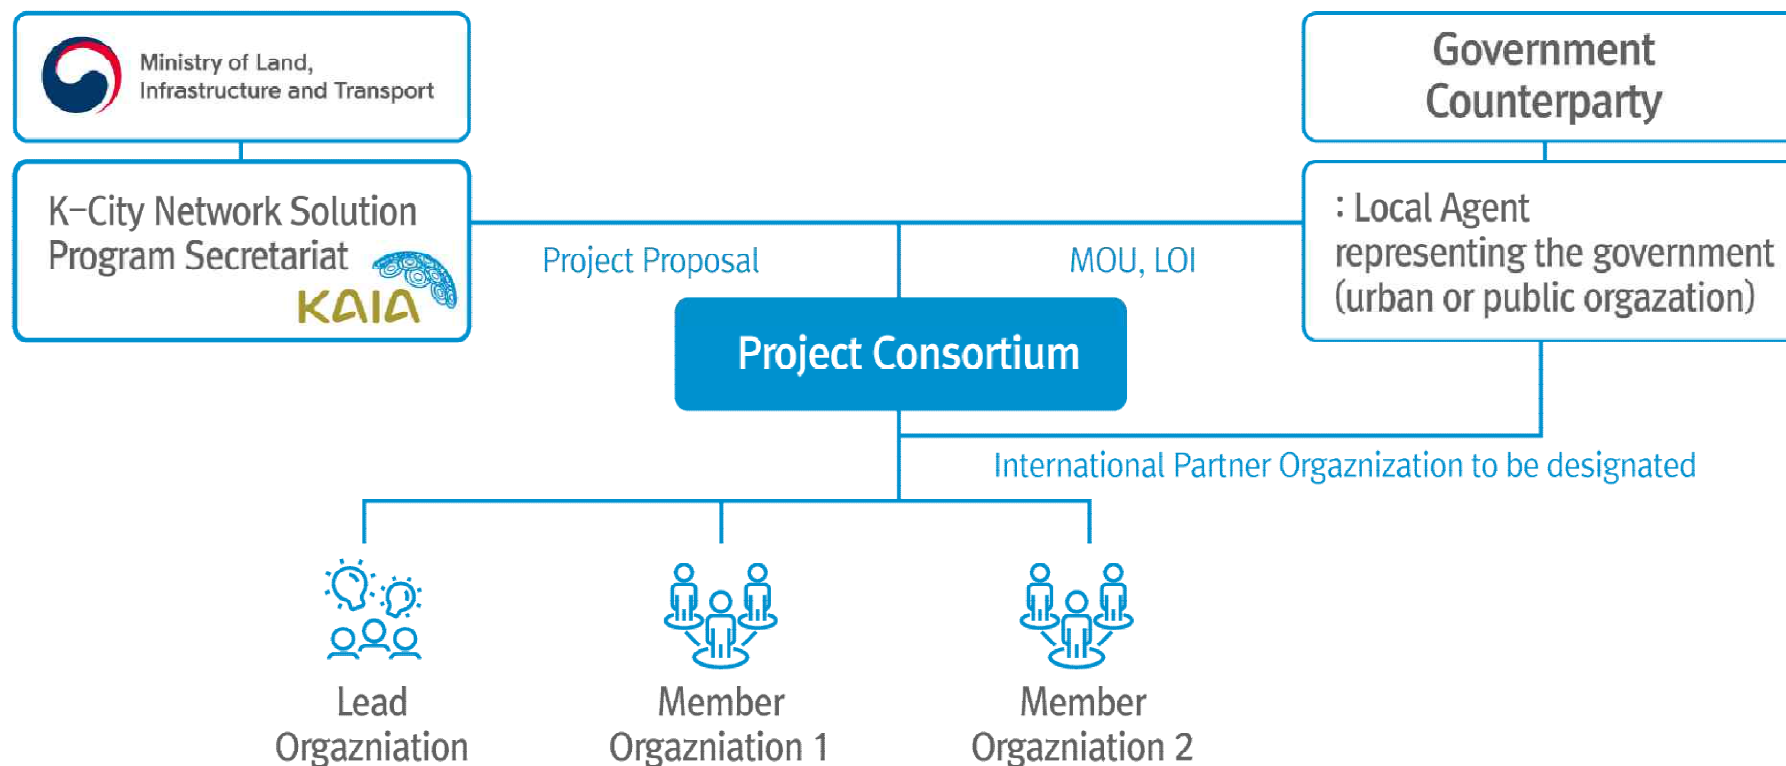 Ministry of Land,
Infrastructure and Transport
Government
Counterparty
K-City Network Solution
Program Secretariat
KAIA
: Local Agent
representing the government
(urban or public orgazation)
Project Proposal
MOU, LOI
Project Consortium
International Partner Orgaznization to be designated
Lead
Orgazniation
Member
Orgazniation 1
Member
Orgazniation 2